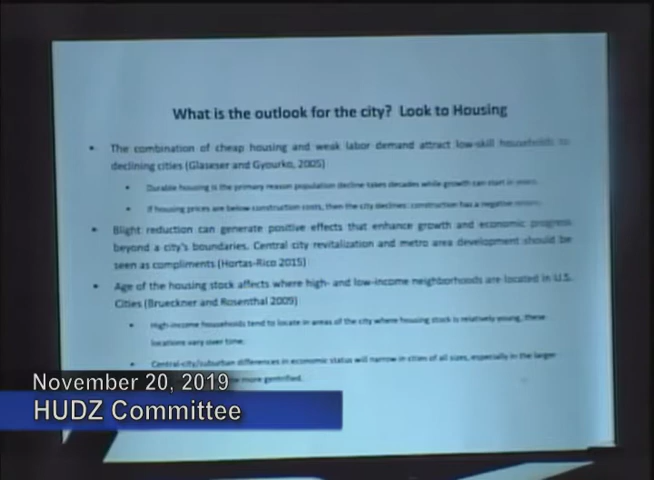 What is the outlook for the city? Look to Housing
• The combination of cheap housing and weak labor demand attract low-skill households to
declining cities (Glaeser and Gyourko, 2005)
• Durable housing is the primary reason population decline takes decades while growth can start in
• If housing prices are below construction costs, then the city declines; construction has a negative
• Blight reduction can generate positive effects that enhance growth and economic progress
beyond a city's boundaries. Central city revitalization and metro area development should be
seen as compliments (Hortas-Rico 2015)
• Age of the housing stock affects where high- and low-income neighborhoods are located in U.S.
Cities (Brueckner and Rosenthal 2009)
• High-income households tend to locate in areas of the city where housing stock is relatively young, these
locations vary over time.
• Central-city/suburban differences in economic status will narrow in cities of all sizes, especially in the larger
more gentrified.
November 20, 2019
HUDZ Committee